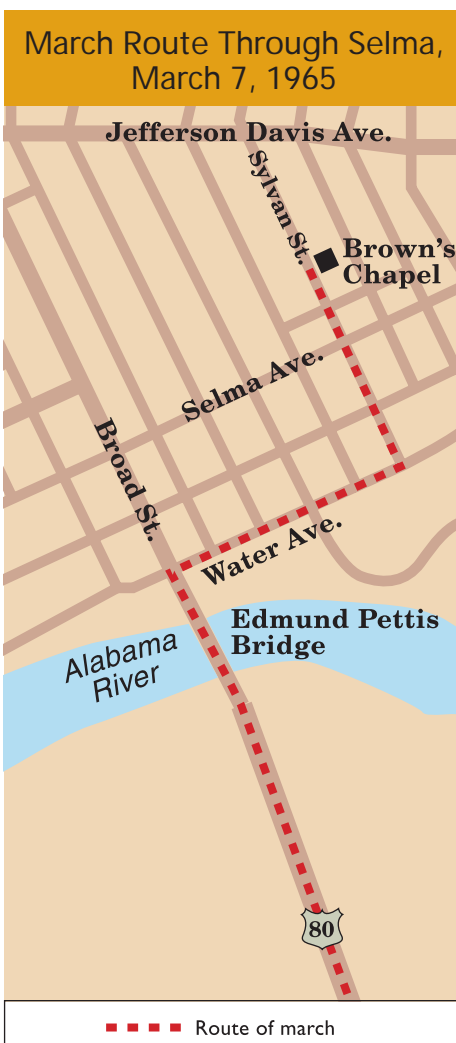 March Route Through Selma,
March 7, 1965
Jefferson Davis Ave.
Sylvan St.
Brown's
Chapel
Selma Ave.
Broad St.
Water Ave.
Edmund Pettis
Bridge
Alabama
River
80
Route of march